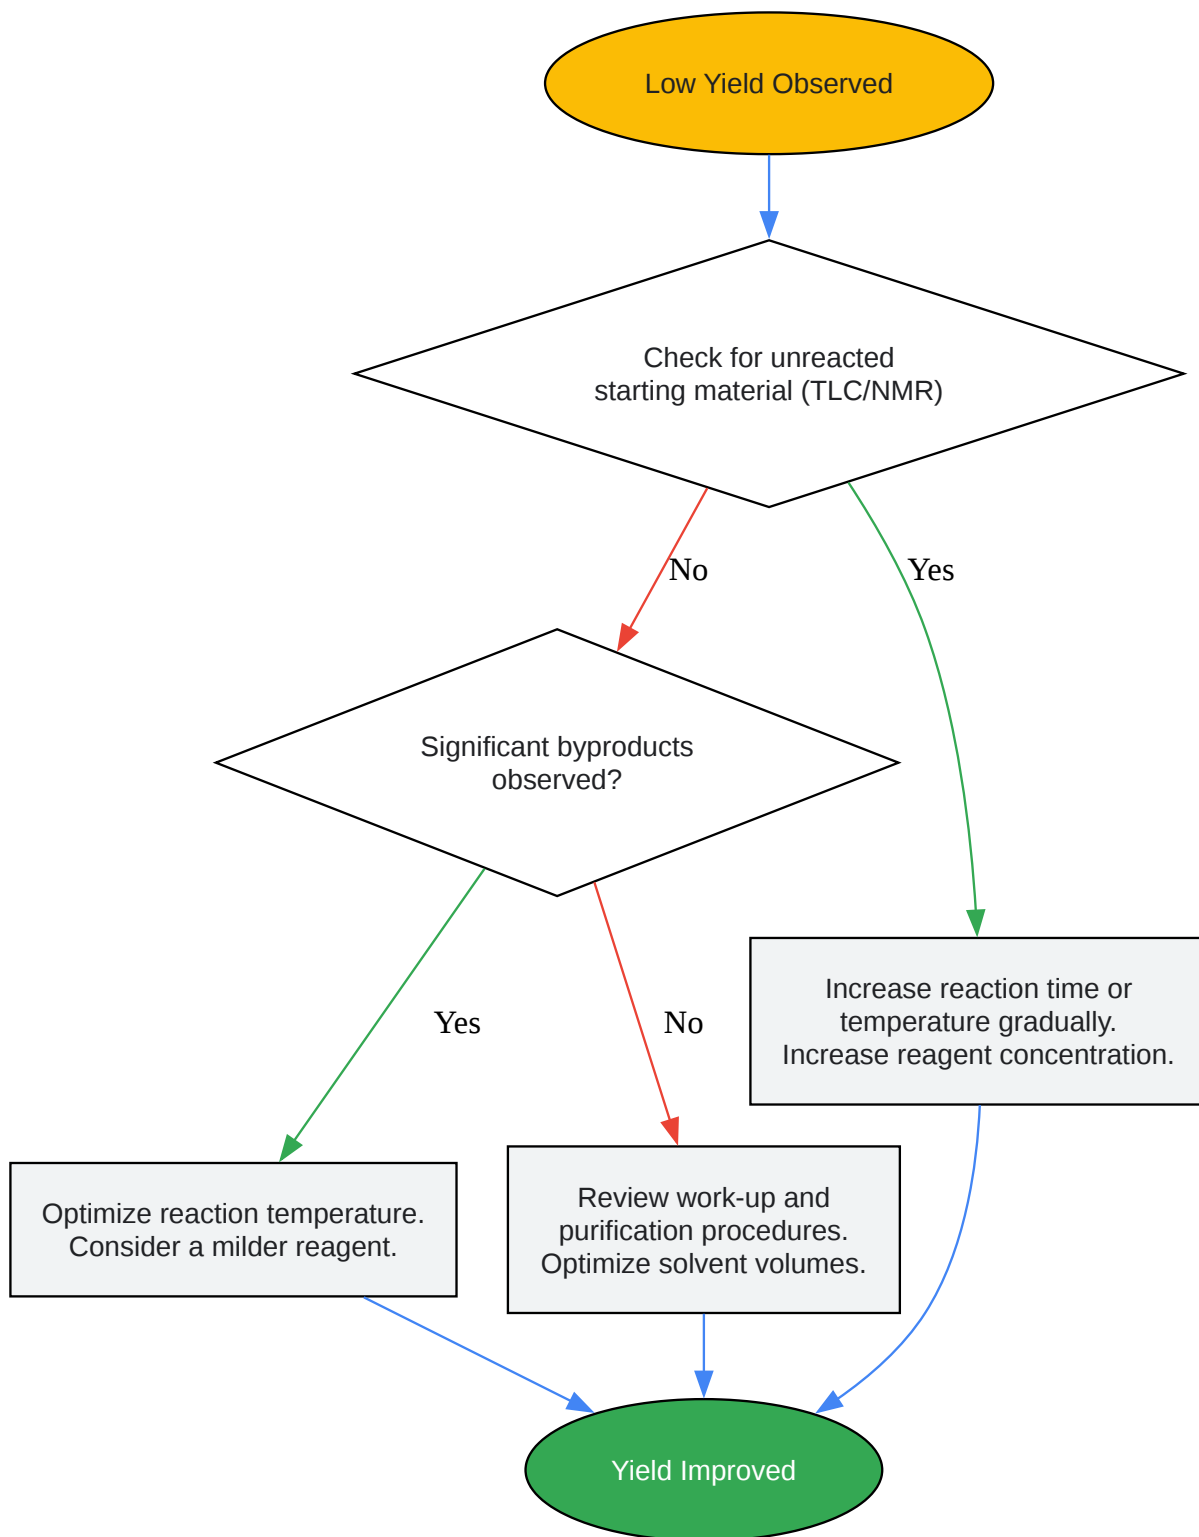 Low Yield Observed
Check for unreacted
starting material (TLC/NMR)
No
Yes
Significant byproducts
observed?
Yes
No
Increase reaction time or
temperature gradually.
Increase reagent concentration.
Optimize reaction temperature.
Consider a milder reagent.
Review work-up and
purification procedures.
Optimize solvent volumes.
Yield Improved